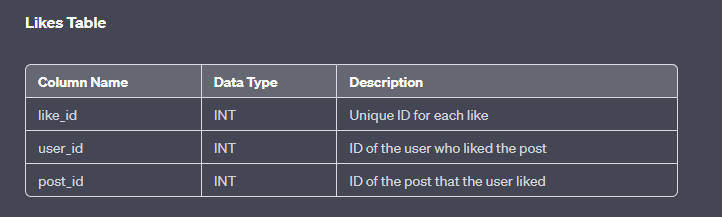 Likes Table
Column Name Data Type Description
like_id INT Unique ID for each like
user_id INT ID of the user who liked the post
post_id INT ID of the post that the user liked